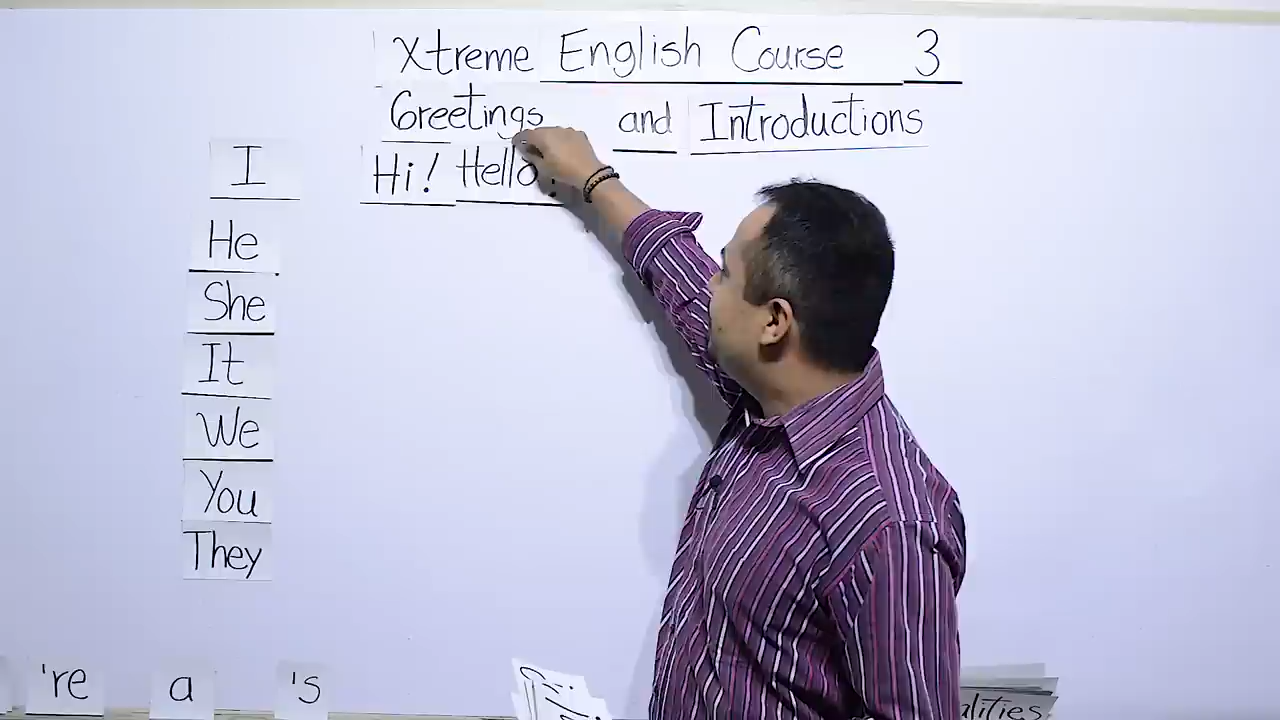 Xtreme English Course 3
Greetings and Introductions
Hi! Hello!
I
He
She
It
We
You
They
're a 's